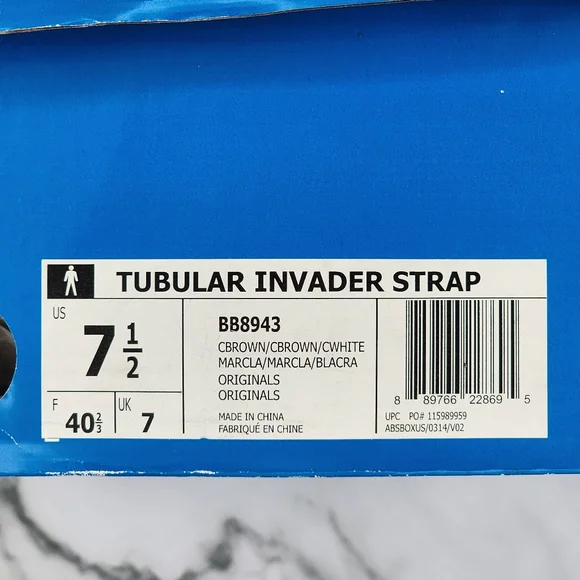 TUBULAR INVADER STRAP
US
7 1/2
F
40 2/3
UK
7
BB8943
CBROWN/CBROWN/CWHITE
MARCLA/MARCLA/BLACRA
ORIGINALS
ORIGINALS
MADE IN CHINA
FABRIQUÉ EN CHINE
8 89766 22869 5
UPC PO# 115989959
ABSBOXUS/0314/V02